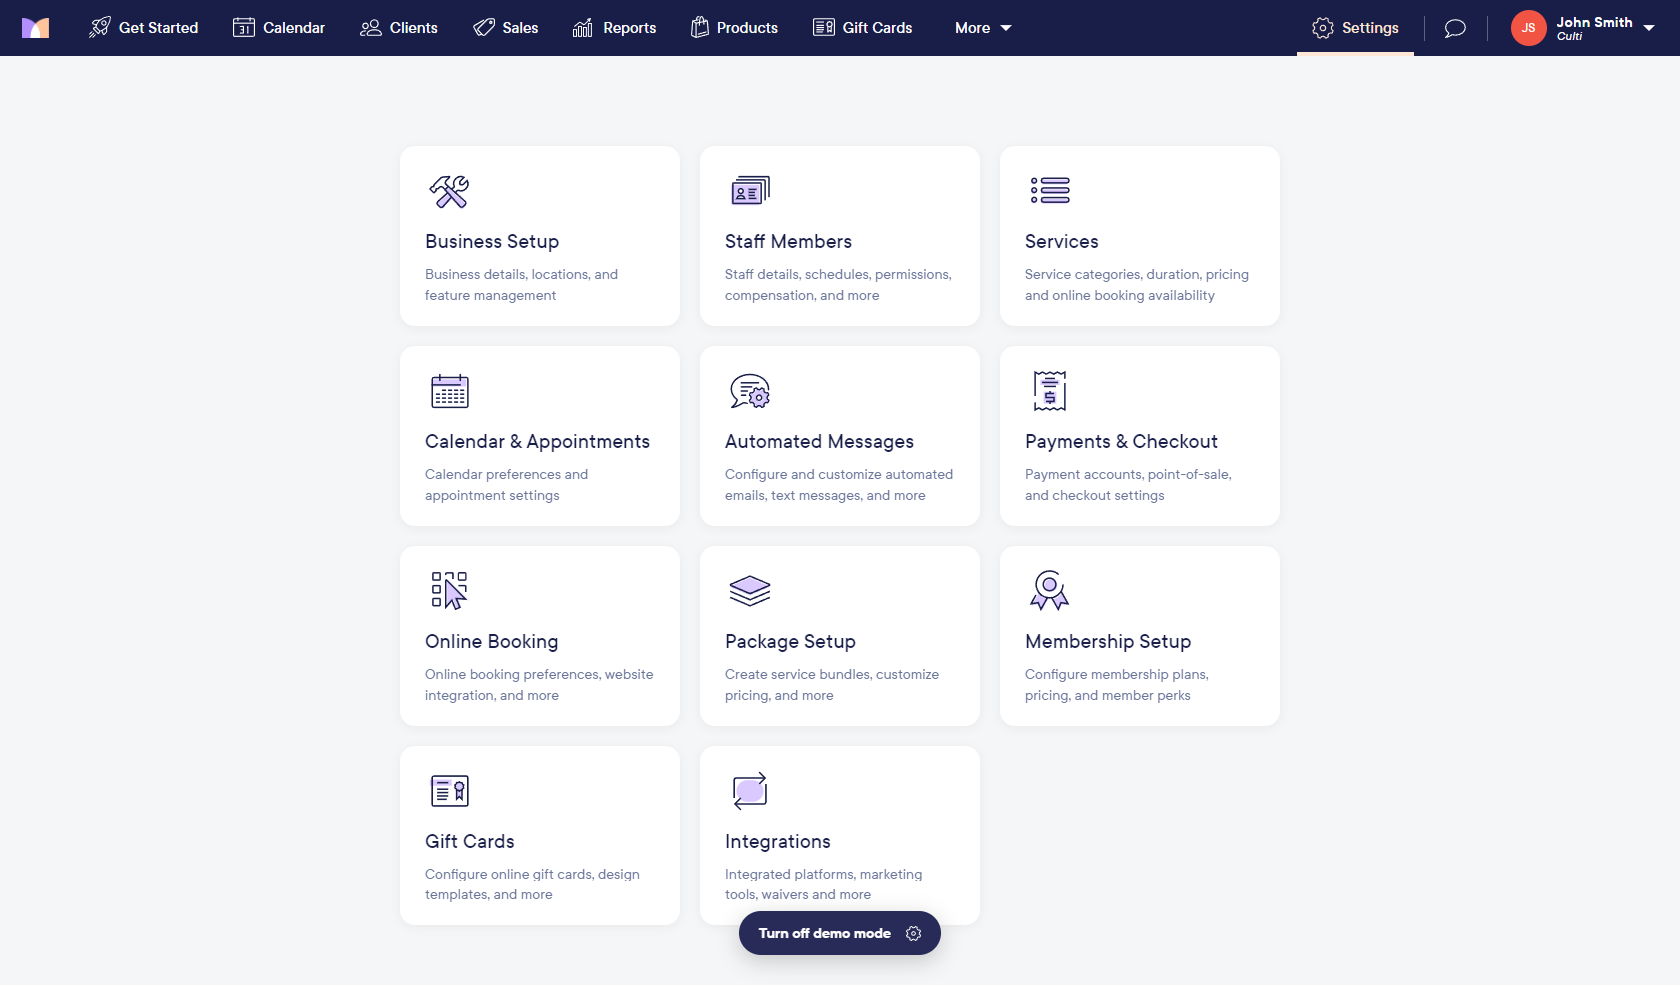 Get Started
31
Calendar
Clients
Sales
Reports
Products
Gift Cards
More
Settings
JS
John Smith
Culti
Business Setup
Business details, locations, and
feature management
Staff Members
Staff details, schedules, permissions,
compensation, and more
Services
Service categories, duration, pricing
and online booking availability
Calendar & Appointments
Calendar preferences and
appointment settings
Automated Messages
Configure and customize automated
emails, text messages, and more
$
Payments & Checkout
Payment accounts, point-of-sale,
and checkout settings
Online Booking
Online booking preferences, website
integration, and more
Package Setup
Create service bundles, customize
pricing, and more
Membership Setup
Configure membership plans,
pricing, and member perks
Gift Cards
Configure online gift cards, design
templates, and more
Integrations
Integrated platforms, marketing
tools, waivers and more
Turn off demo mode